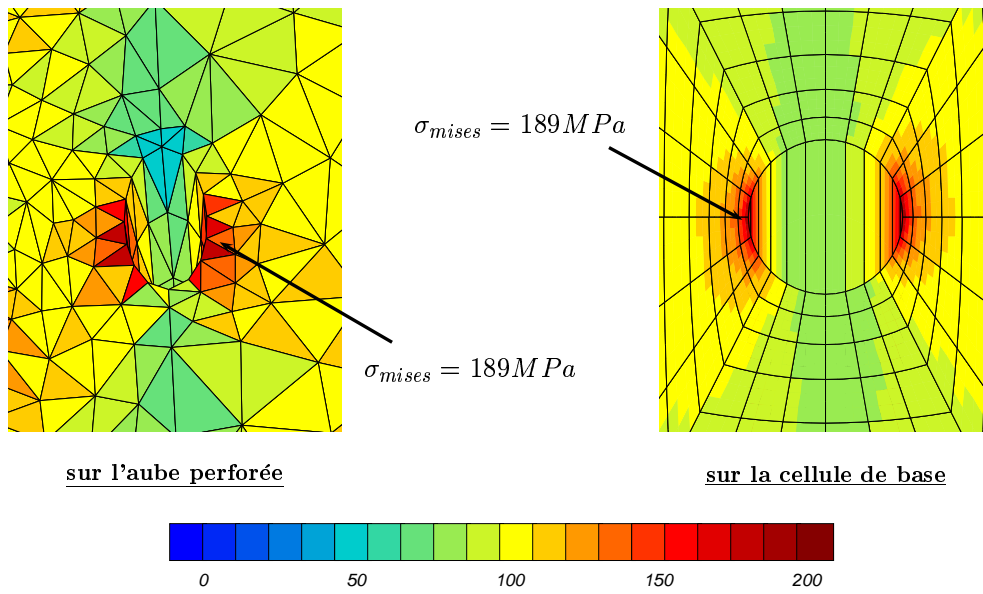 σmises = 189MPa
σmises = 189MPa
sur l'aube perforée
sur la cellule de base
0 50 100 150 200